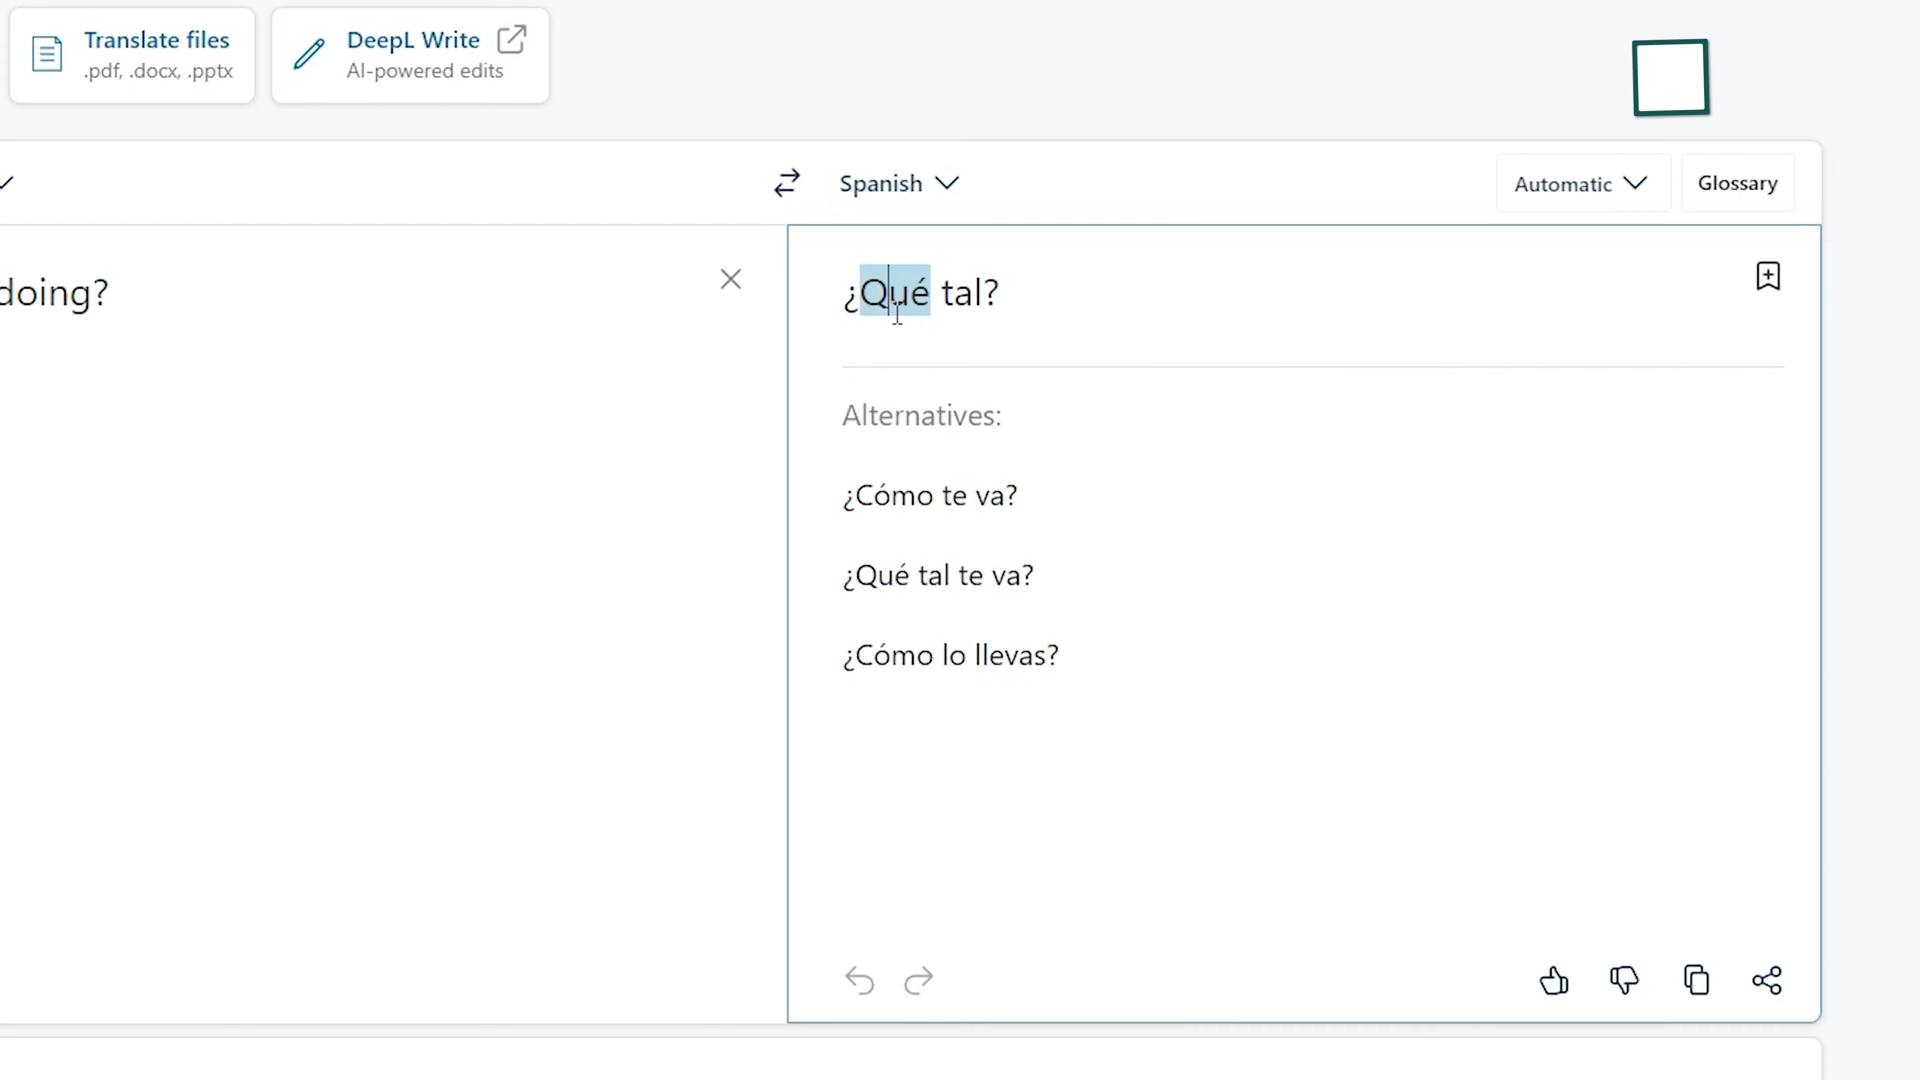 Translate files
.pdf, .docx, .pptx
DeepL Write
AI-powered edits
Spanish
Automatic
Glossary
doing?
¿Qué tal?
Alternatives:
¿Cómo te va?
¿Qué tal te va?
¿Cómo lo llevas?